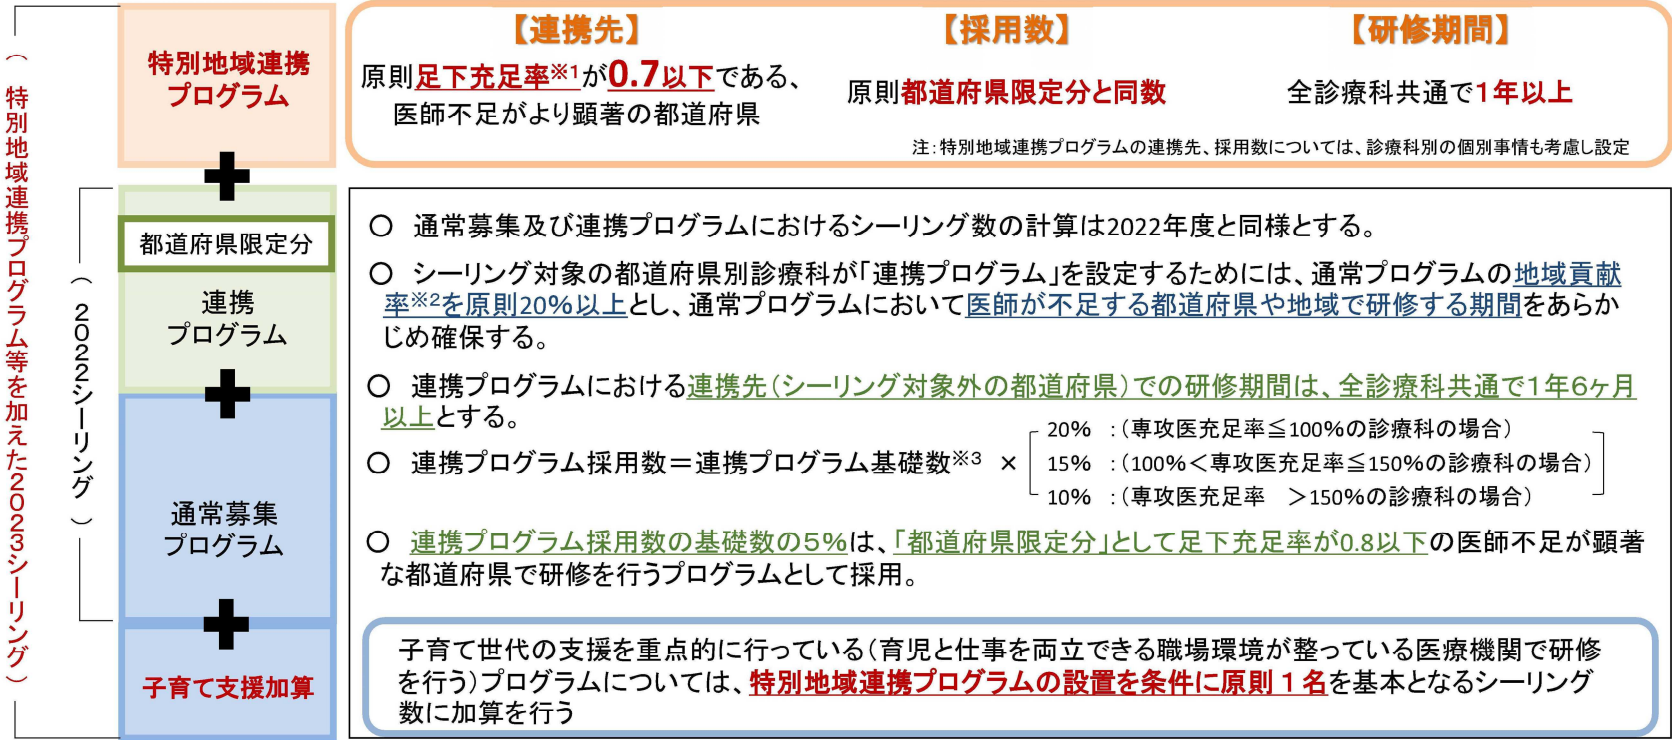 （特別地域連携プログラム等を加えた2023シーリング）
（2022シーリング）
特別地域連携
プログラム
都道府県限定分
連携
プログラム
通常募集
プログラム
子育て支援加算
【連携先】
原則足下充足率※1が0.7以下である、
医師不足がより顕著の都道府県
【採用数】
原則都道府県限定分と同数
【研修期間】
全診療科共通で1年以上
注：特別地域連携プログラムの連携先、採用数については、診療科別の個別事情も考慮し設定
○　通常募集及び連携プログラムにおけるシーリング数の計算は2022年度と同様とする。
○　シーリング対象の都道府県別診療科が「連携プログラム」を設定するためには、通常プログラムの地域貢献
率※2を原則20%以上とし、通常プログラムにおいて医師が不足する都道府県や地域で研修する期間をあらか
じめ確保する。
○　連携プログラムにおける連携先（シーリング対象外の都道府県）での研修期間は、全診療科共通で1年6ヶ月
以上とする。
○　連携プログラム採用数＝連携プログラム基礎数※3　×
20%　：（専攻医充足率≦100%の診療科の場合）
15%　：（100%＜専攻医充足率≦150%の診療科の場合）
10%　：（専攻医充足率　＞150%の診療科の場合）
○　連携プログラム採用数の基礎数の5%は、「都道府県限定分」として足下充足率が0.8以下の医師不足が顕著
な都道府県で研修を行うプログラムとして採用。
子育て世代の支援を重点的に行っている（育児と仕事を両立できる職場環境が整っている医療機関で研修
を行う）プログラムについては、特別地域連携プログラムの設置を条件に原則１名を基本となるシーリング
数に加算を行う